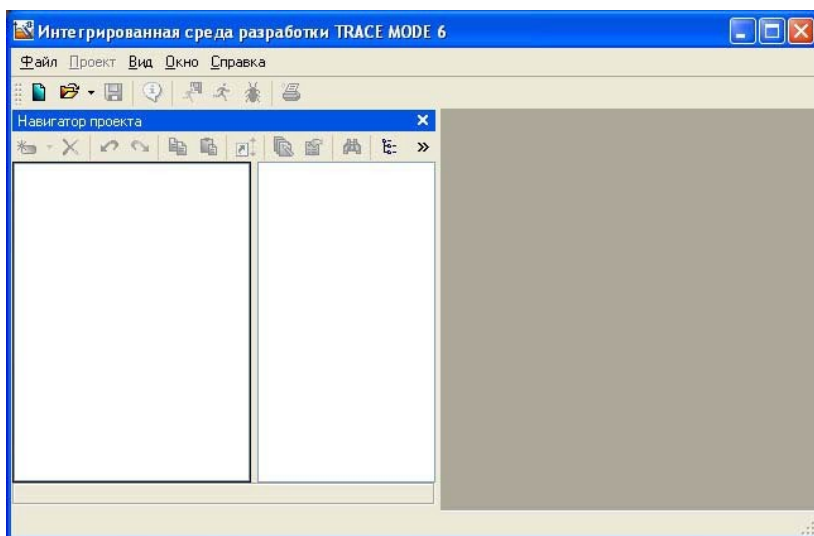 Интегрированная среда разработки TRACE MODE 6
Файл Проект Вид Окно Справка
Навигатор проекта